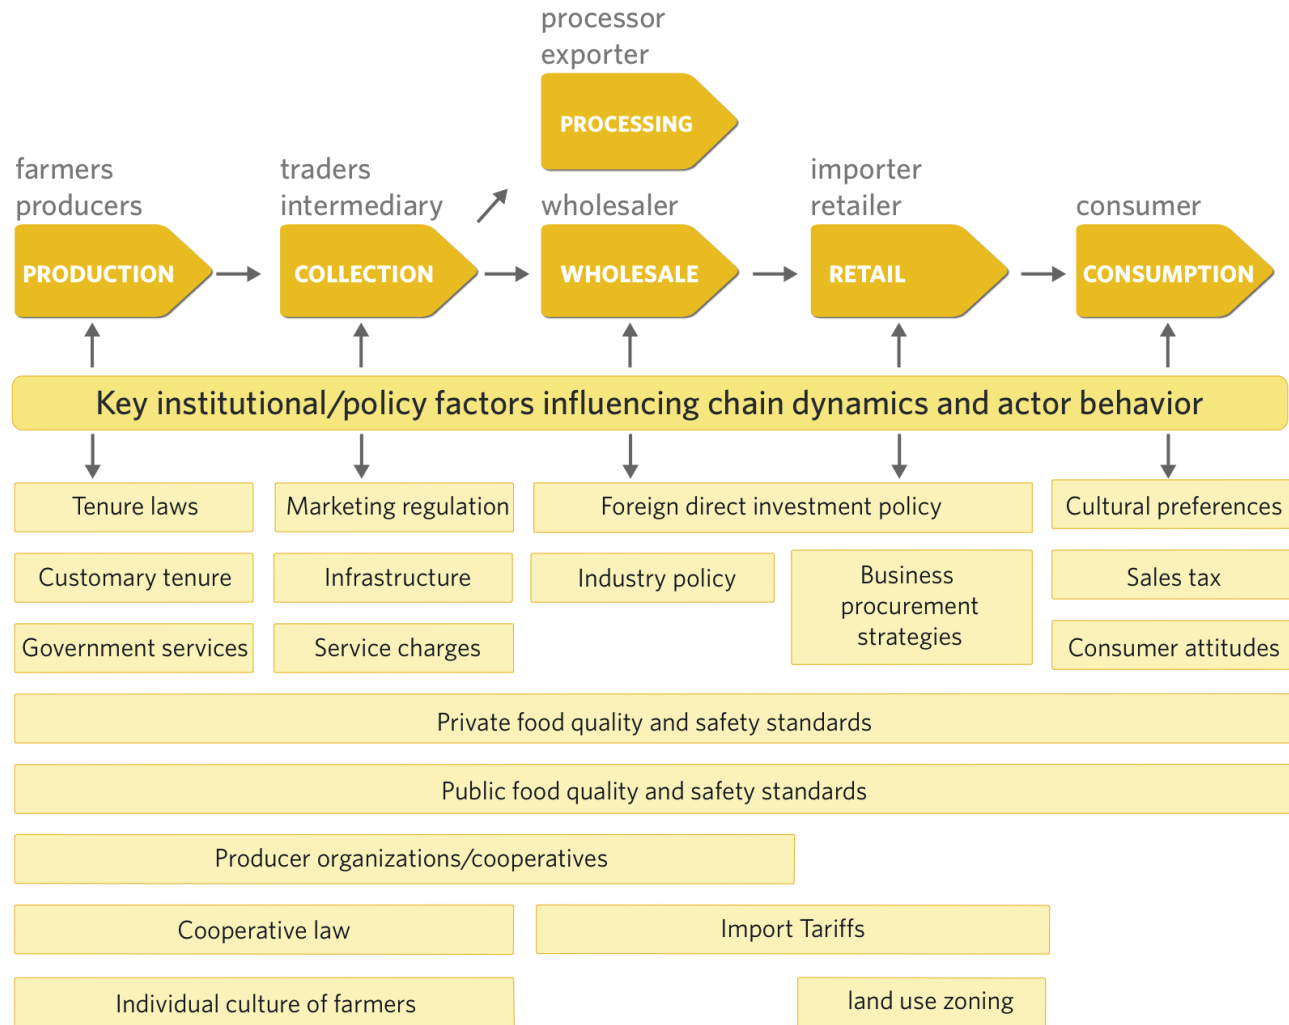 processor
exporter
PROCESSING
farmers
producers
traders
intermediary
wholesaler
importer
retailer
consumer
PRODUCTION
COLLECTION
WHOLESALE
RETAIL
CONSUMPTION
Key institutional/policy factors influencing chain dynamics and actor behavior
Tenure laws
Marketing regulation
Foreign direct investment policy
Cultural preferences
Customary tenure
Infrastructure
Industry policy
Business
procurement
strategies
Sales tax
Government services
Service charges
Consumer attitudes
Private food quality and safety standards
Public food quality and safety standards
Producer organizations/cooperatives
Cooperative law
Import Tariffs
Individual culture of farmers
land use zoning